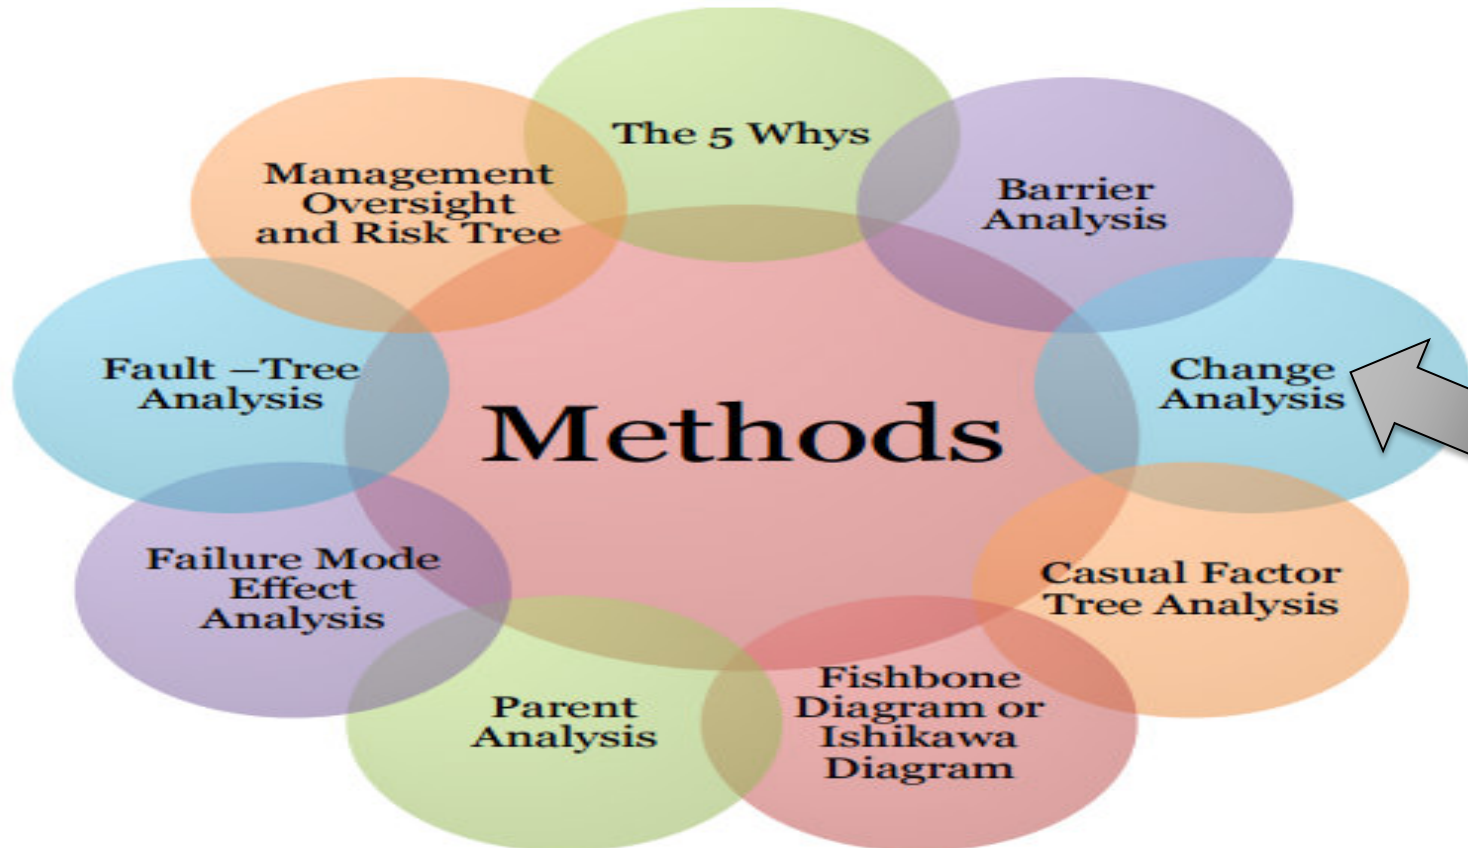 The 5 Whys
Management
Oversight
and Risk Tree
Barrier
Analysis
Fault –Tree
Analysis
Change
Analysis
Methods
Failure Mode
Effect
Analysis
Casual Factor
Tree Analysis
Parent
Analysis
Fishbone
Diagram or
Ishikawa
Diagram